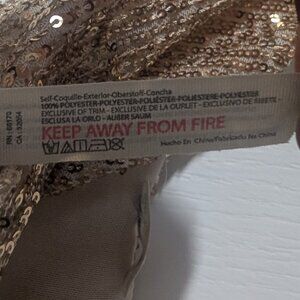 Self-Coquille-Exterior-Oberstoff-Concha
100% POLYESTER-POLYESTER-POLIÉSTER-POLIESTERE-POLYESTER
EXCLUSIVE OF TRIM - EXCLUSIVE DE LA OURLET - EXCLUSIVO DE RIBETE
ESCLUSA LA ORLO - AUßER SAUM
KEEP AWAY FROM FIRE
Hecho En China/Fabricado Na China